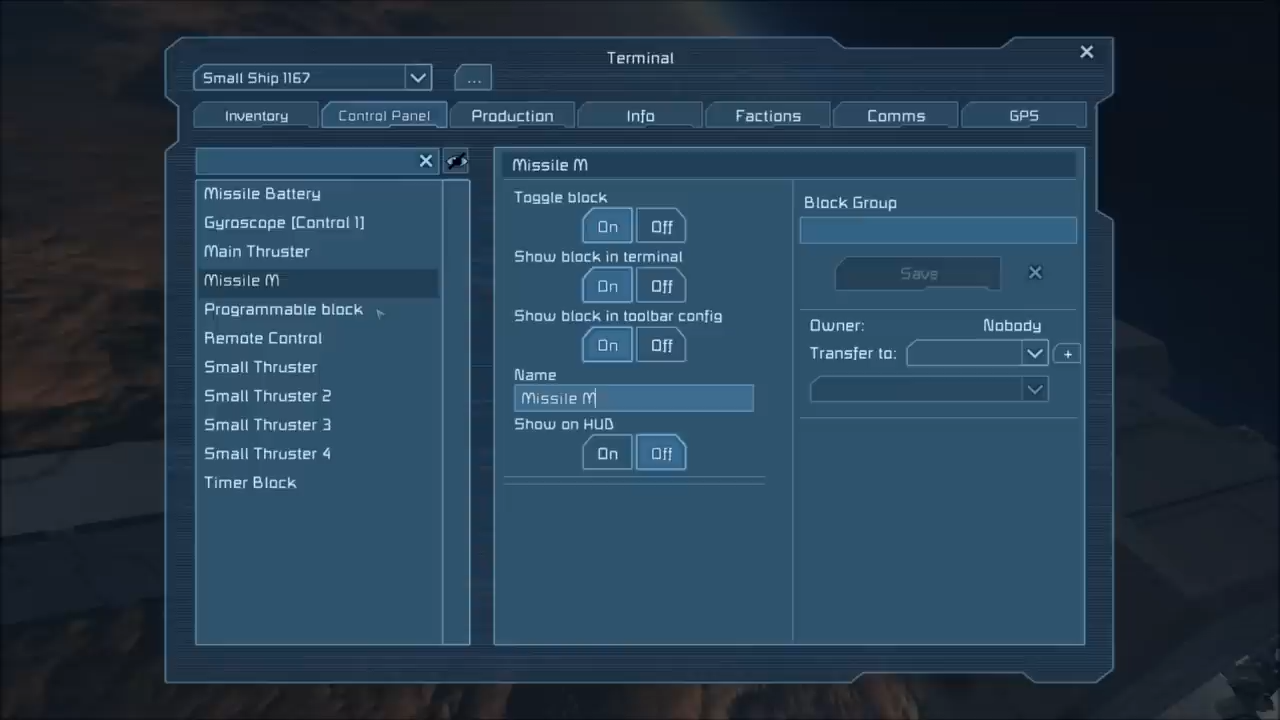 Terminal
Small Ship 1167
...
Inventory
Control Panel
Production
Info
Factions
Comms
GPS
Missile Battery
Gyroscope [Control 1]
Main Thruster
Missile M
Programmable block
Remote Control
Small Thruster
Small Thruster 2
Small Thruster 3
Small Thruster 4
Timer Block
Missile M
Toggle block
On Off
Show block in terminal
On Off
Show block in toolbar config
On Off
Name
Missile M
Show on HUD
On Off
Block Group
Save
Owner: Nobody
Transfer to: